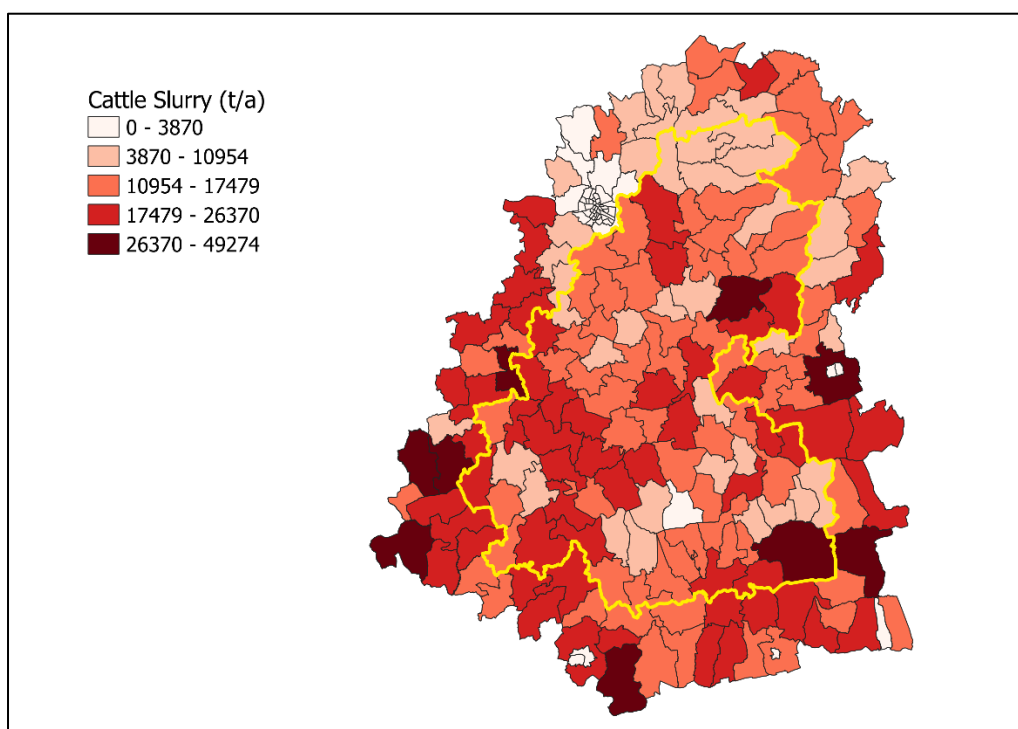 Cattle Slurry (t/a)
0 - 3870
3870 - 10954
10954 - 17479
17479 - 26370
26370 - 49274